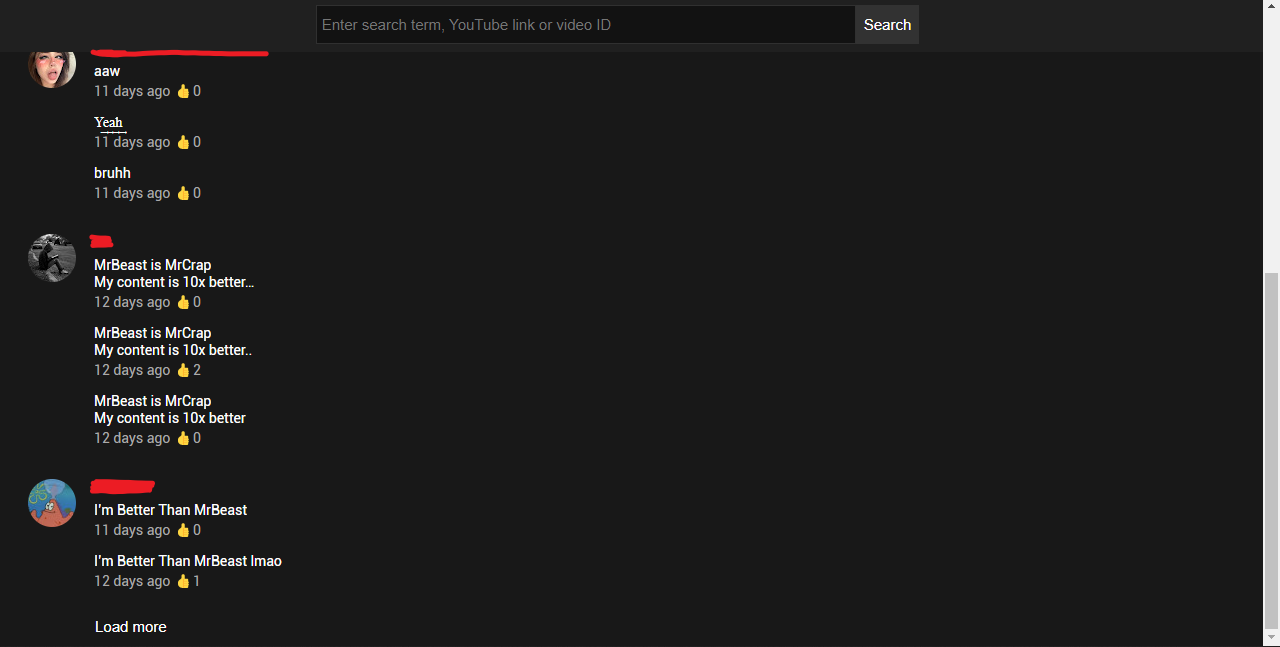 Enter search term, YouTube link or video ID
Search
aaw
11 days ago 👍 0
Yeah
11 days ago 👍 0
bruhh
11 days ago 👍 0
MrBeast is MrCrap
My content is 10x better...
12 days ago 👍 0
MrBeast is MrCrap
My content is 10x better..
12 days ago 👍 2
MrBeast is MrCrap
My content is 10x better
12 days ago 👍 0
I'm Better Than MrBeast
11 days ago 👍 0
I'm Better Than MrBeast lmao
12 days ago 👍 1
Load more